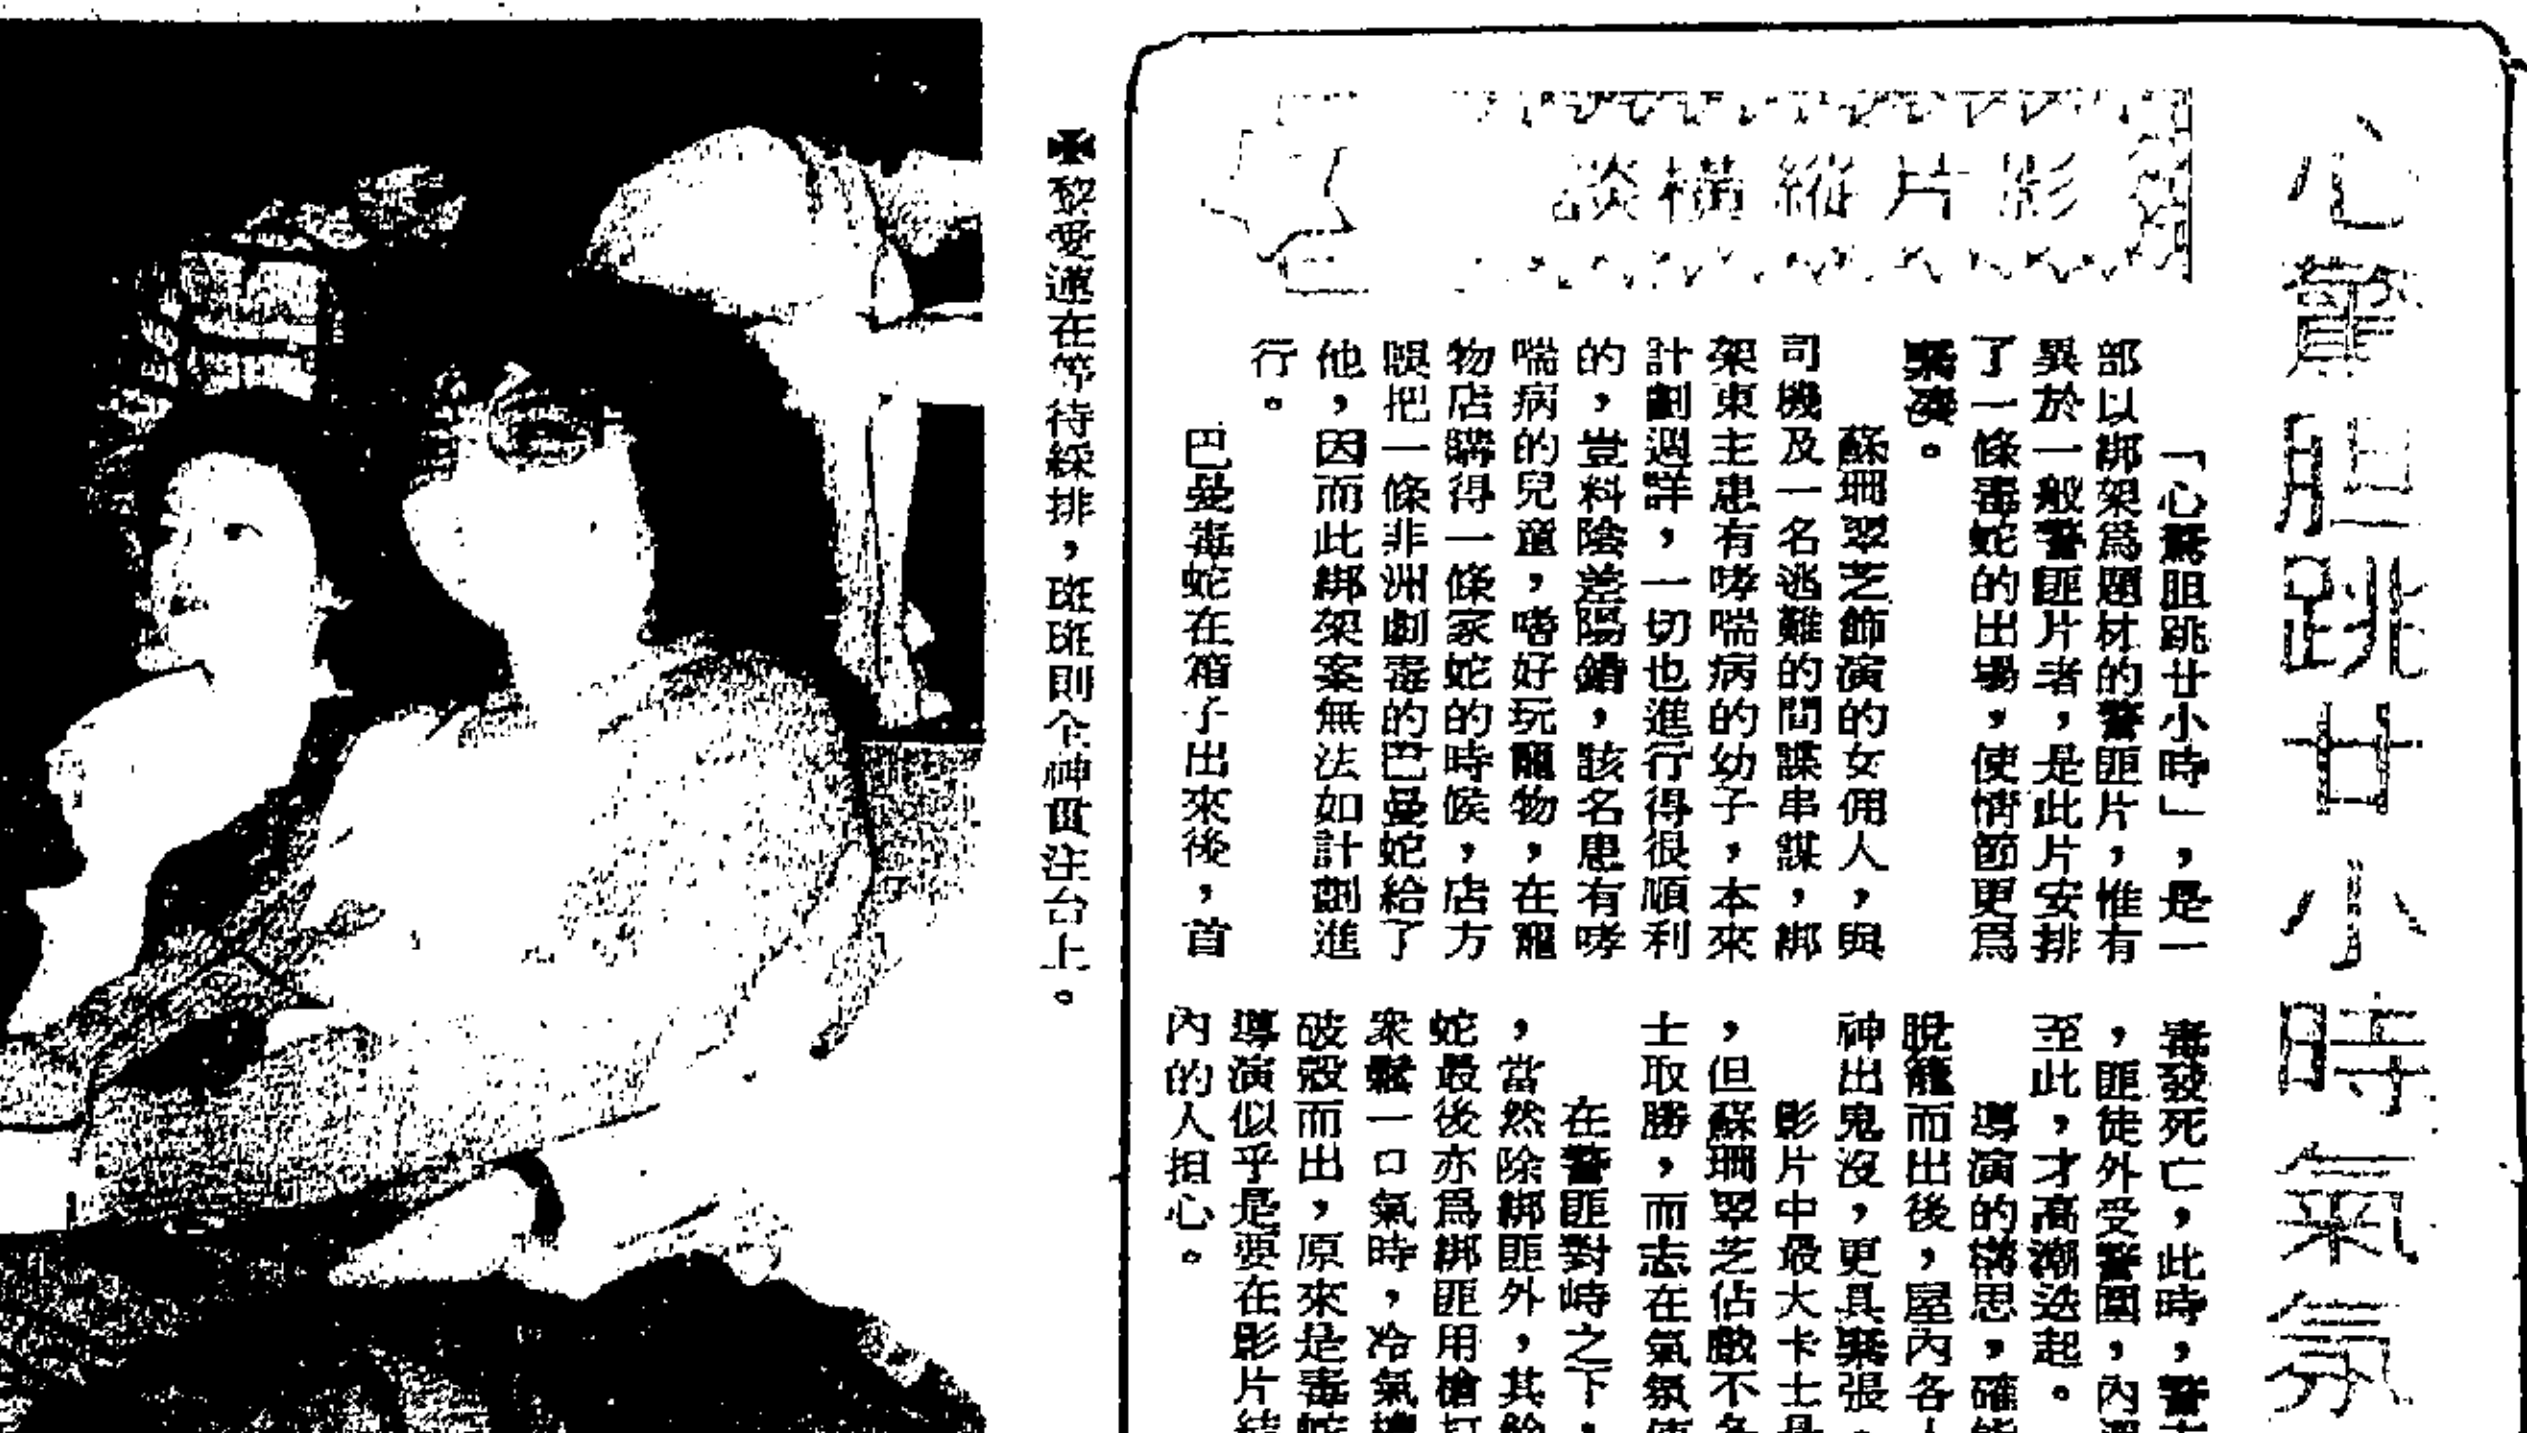 心驚胆跳廿小時氣氛
影片縱橫談
「心驚胆跳廿小時」，是一
部以綁架爲題材的警匪片，惟有
異於一般警匪片者，是此片安排
了一條毒蛇的出場，使情節更爲
緊湊。
蘇珊翠芝飾演的女佣人，與
司機及一名逃難的間諜串謀，綁
架東主患有哮喘病的幼子，本來
計劃週詳，一切也進行得很順利
的，豈料陰差陽錯，該名患有哮
喘病的兒童，嗜好玩寵物，在寵
物店購得一條家蛇的時候，店方
誤把一條非洲劇毒的巴曼蛇給了
他，因而此綁架案無法如計劃進
行。
巴曼毒蛇在箱子出來後，首
毒發死亡，此時，警
，匪徒外受警圍，內
至此，才高潮迭起。
導演的構思，確
脫籠而出後，屋內各
神出鬼沒，更具緊張
影片中最大卡士
，但蘇珊翠芝佔戲不
士取勝，而志在氣氛
在警匪對峙之下，
，當然除綁匪外，其餘
蛇最後亦爲綁匪用槍
衆鬆一口氣時，冷氣
破殼而出，原來是毒蛇
導演似乎是要在影片結
內的人担心。
黎愛蓮在等待綵排，斑斑則全神貫注台上。